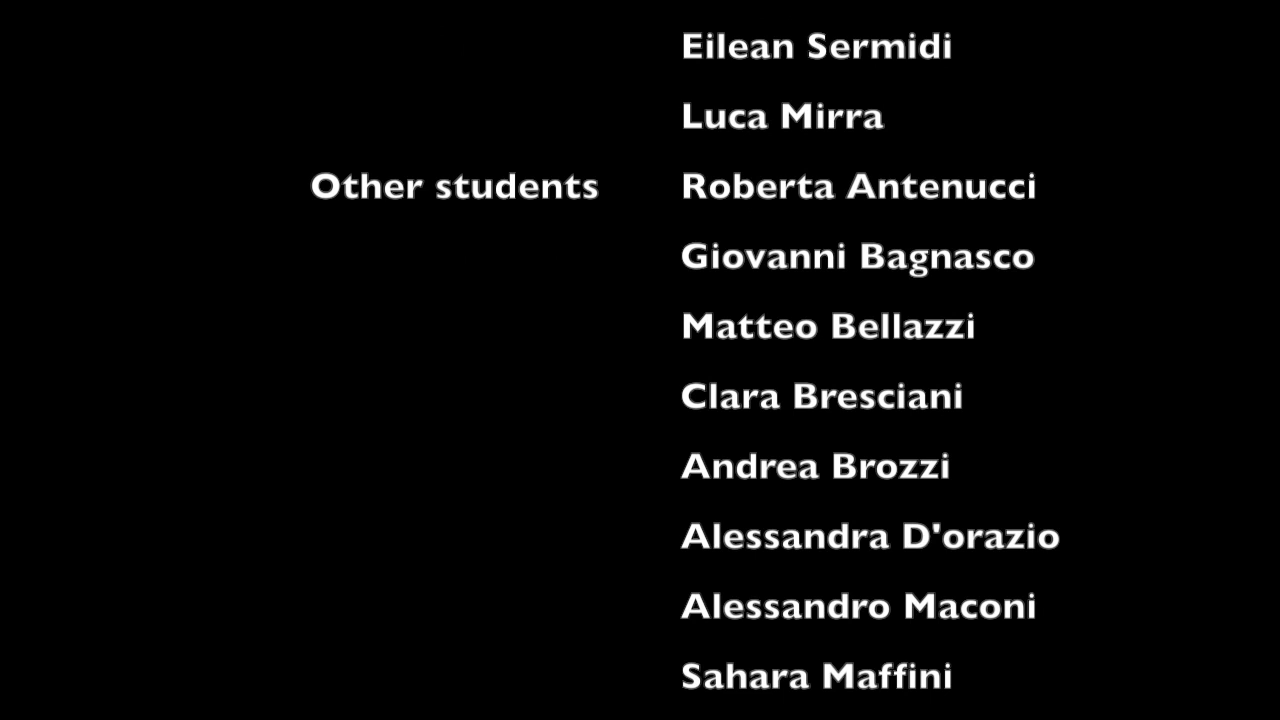 Eilean Sermidi
Luca Mirra
Other students Roberta Antenucci
Giovanni Bagnasco
Matteo Bellazzi
Clara Bresciani
Andrea Brozzi
Alessandra D'orazio
Alessandro Maconi
Sahara Maffini